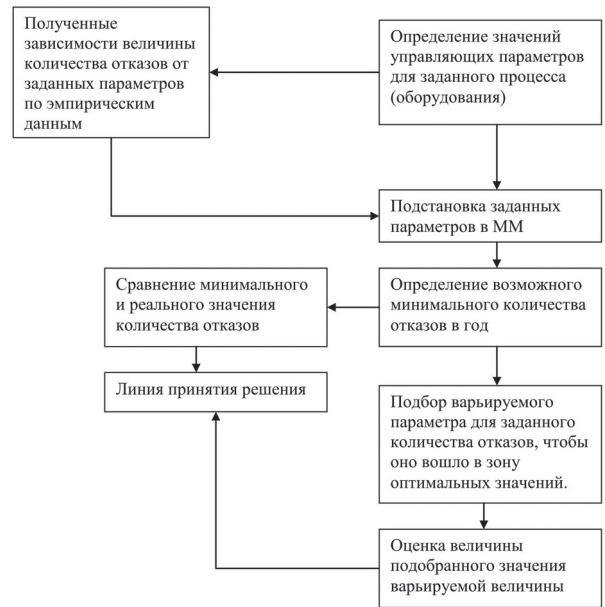 Полученные
зависимости величины
количества отказов от
заданных параметров
по эмпирическим
данным
Определение значений
управляющих параметров
для заданного процесса
(оборудования)
Подстановка заданных
параметров в ММ
Сравнение минимального
и реального значения
количества отказов
Определение возможного
минимального количества
отказов в год
Линия принятия решения
Подбор варьируемого
параметра для заданного
количества отказов, чтобы
оно вошло в зону
оптимальных значений.
Оценка величины
подобранного значения
варьируемой величины